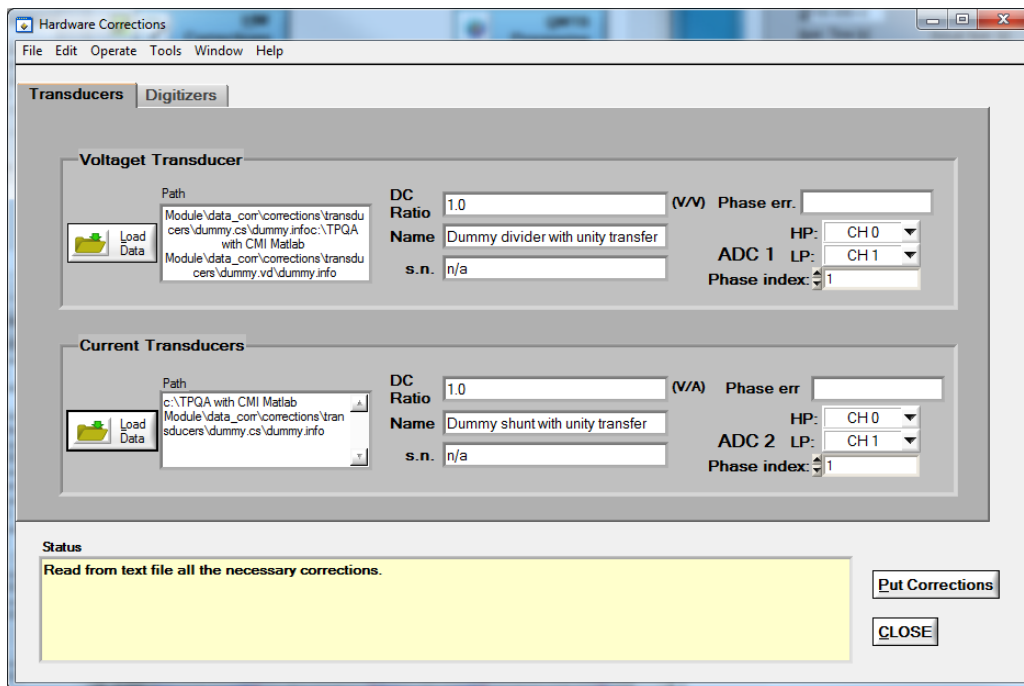 Hardware Corrections
File Edit Operate Tools Window Help
Transducers Digitizers
Voltaget Transducer
Path
Module\data_corr\corrections\transdu
cers\dummy.cs\dummy.infoc:\TPQA
with CMI Matlab
Module\data_corr\corrections\transdu
cers\dummy.vd\dummy.info
Load
Data
DC
Ratio 1.0 (V/V) Phase err.
Name Dummy divider with unity transfer
s.n. n/a
HP: CH 0
ADC 1 LP: CH 1
Phase index: 1
Current Transducers
Path
c:\TPQA with CMI Matlab
Module\data_corr\corrections\tran
sducers\dummy.cs\dummy.info
Load
Data
DC
Ratio 1.0 (V/A) Phase err
Name Dummy shunt with unity transfer
s.n. n/a
HP: CH 0
ADC 2 LP: CH 1
Phase index: 1
Status
Read from text file all the necessary corrections.
Put Corrections
CLOSE